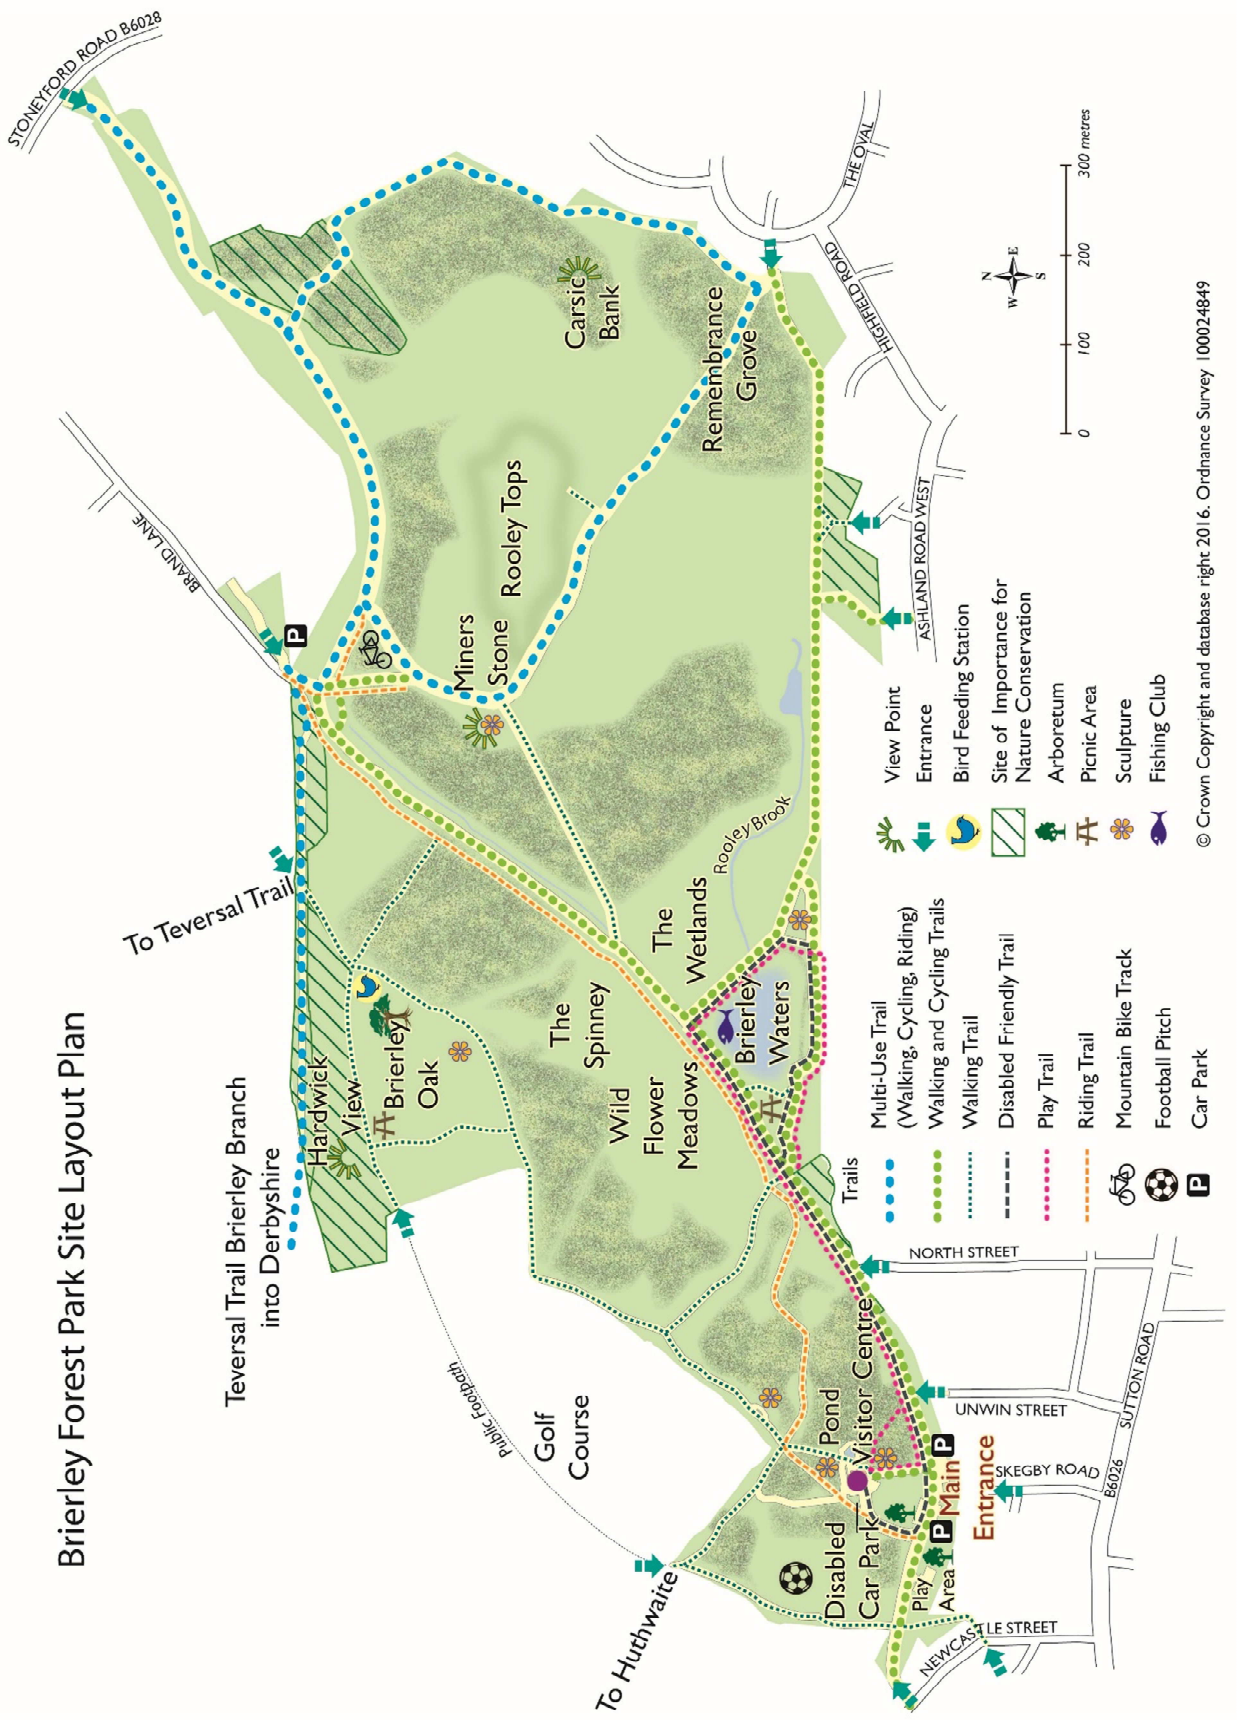 Brierley Forest Park Site Layout Plan
STONEYFORD ROAD B6028
BRAND LANE
P
To Teversal Trail
Teversal Trail Brierley Branch
into Derbyshire
Hardwick
View
Brierley
Oak
Miners
Stone
Rooley Tops
Carsic
Bank
Remembrance
Grove
The
Spinney
Wild
Flower
Meadows
The
Wetlands
Rooley Brook
Brierley
Waters
Public Footpath
Golf
Course
To Huthwaite
Pond
Visitor Centre
Disabled
Car Park
P
P
Main
Entrance
Play
Area
NEWCASTLE STREET
SKEGBY ROAD
UNWIN STREET
NORTH STREET
SUTTON ROAD
B6026
ASHLAND ROAD WEST
HIGHFIELD ROAD
THE OVAL
Trails
Multi-Use Trail
(Walking, Cycling, Riding)
Walking and Cycling Trails
Walking Trail
Disabled Friendly Trail
Play Trail
Riding Trail
Mountain Bike Track
Football Pitch
P Car Park
View Point
Entrance
Bird Feeding Station
Site of Importance for
Nature Conservation
Arboretum
Picnic Area
Sculpture
Fishing Club
N
W E
S
0 100 200 300 metres
© Crown Copyright and database right 2016. Ordnance Survey 100024849